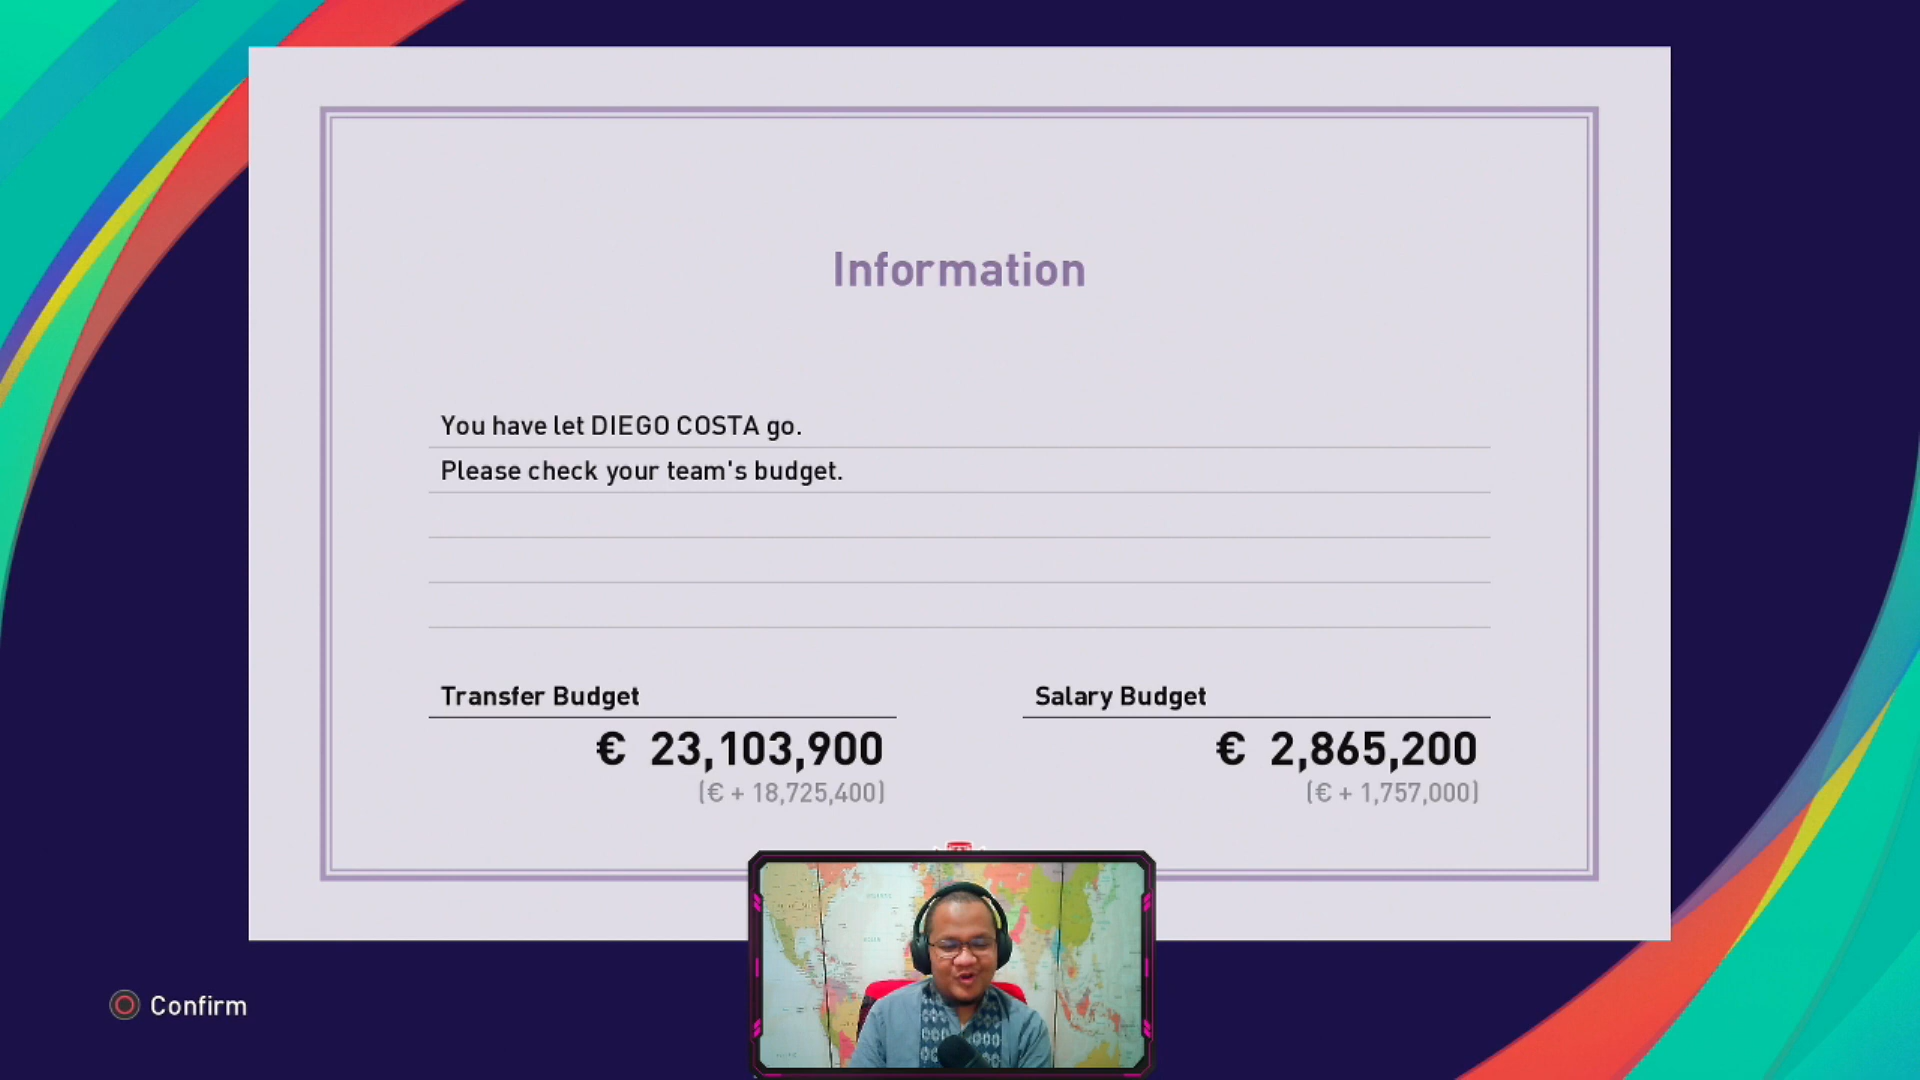 Information
You have let DIEGO COSTA go.
Please check your team's budget.
Transfer Budget
€ 23,103,900
(€ + 18,725,400)
Salary Budget
€ 2,865,200
(€ + 1,757,000)
Confirm